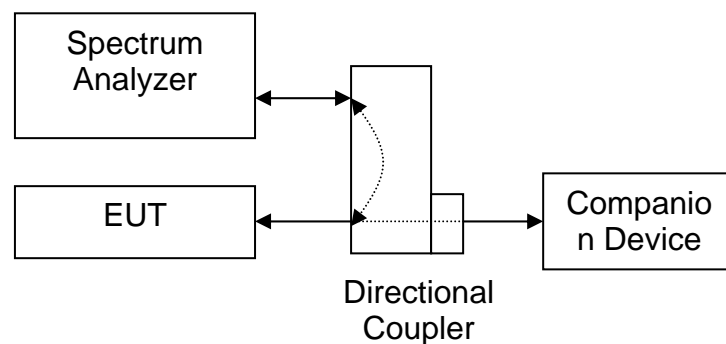 Spectrum
Analyzer
EUT
Companio
n Device
Directional
Coupler